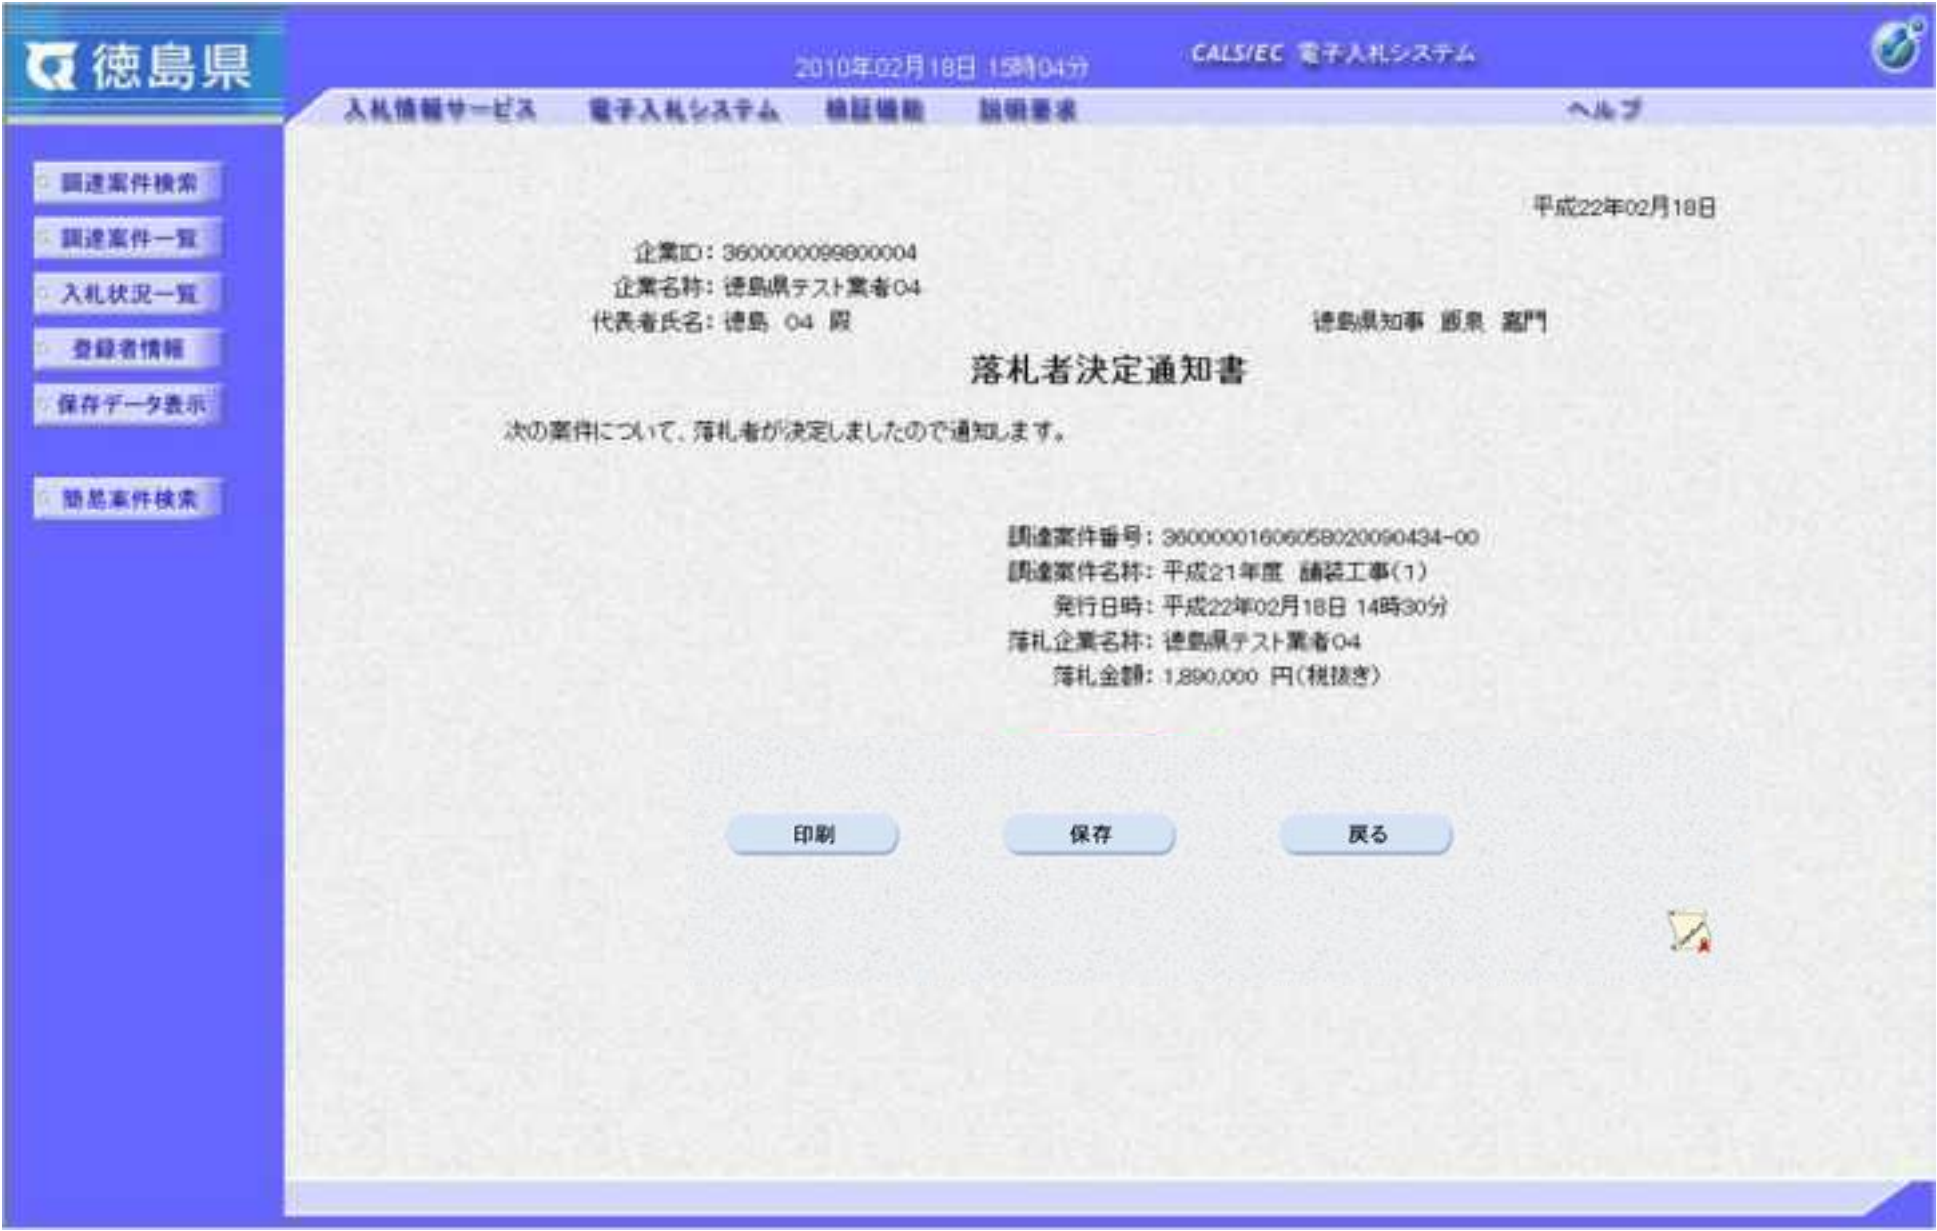 徳島県
2010年02月18日 15時04分
CALS/EC 電子入札システム
入札情報サービス 電子入札システム 検証機能 説明要求 ヘルプ
調達案件検索
調達案件一覧
入札状況一覧
登録者情報
保存データ表示
簡易案件検索
平成22年02月18日
企業ID：3600000099800004
企業名称：徳島県テスト業者04
代表者氏名：徳島 04 殿
徳島県知事 飯泉 嘉門
落札者決定通知書
次の案件について、落札者が決定しましたので通知します。
調達案件番号：3600000160605802009​0434-00
調達案件名称：平成21年度 舗装工事(1)
発行日時：平成22年02月18日 14時30分
落札企業名称：徳島県テスト業者04
落札金額：1,890,000 円(税抜き)
印刷
保存
戻る